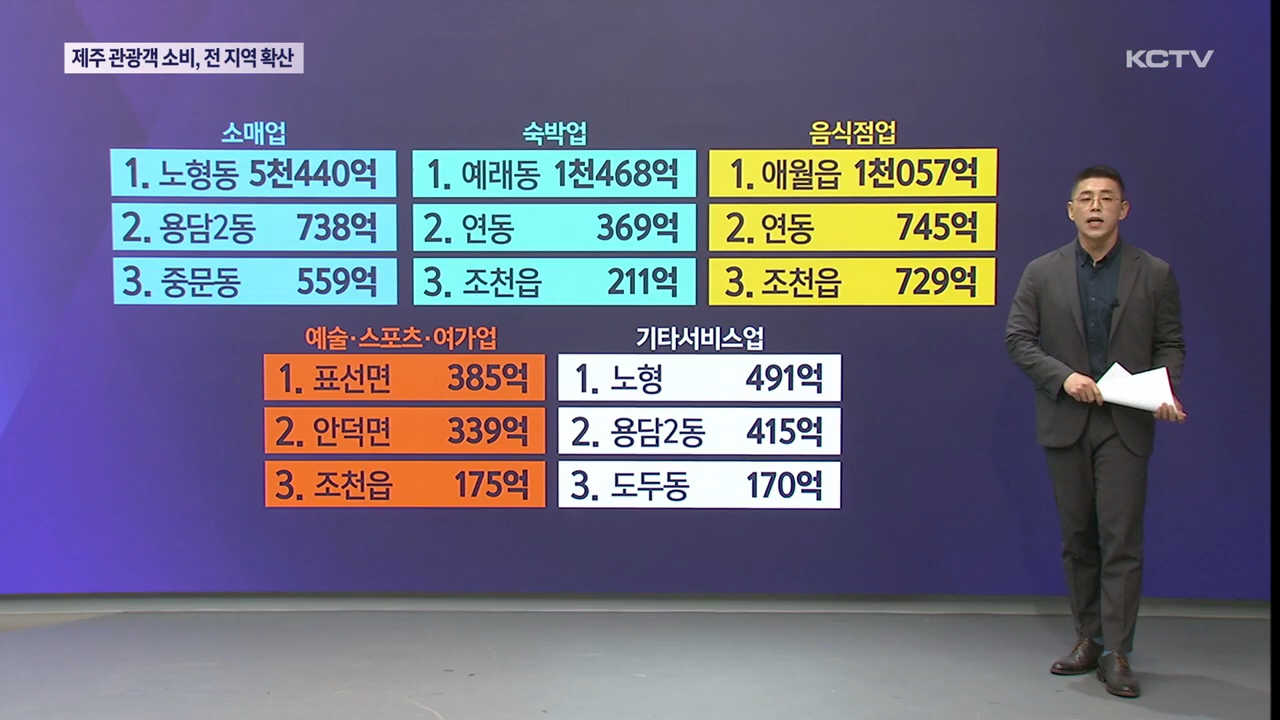 제주 관광객 소비, 전 지역 확산
KCTV
소매업
1. 노형동 5천440억
2. 용담2동 738억
3. 중문동 559억
숙박업
1. 예래동 1천468억
2. 연동 369억
3. 조천읍 211억
음식점업
1. 애월읍 1천057억
2. 연동 745억
3. 조천읍 729억
예술·스포츠·여가업
1. 표선면 385억
2. 안덕면 339억
3. 조천읍 175억
기타서비스업
1. 노형 491억
2. 용담2동 415억
3. 도두동 170억